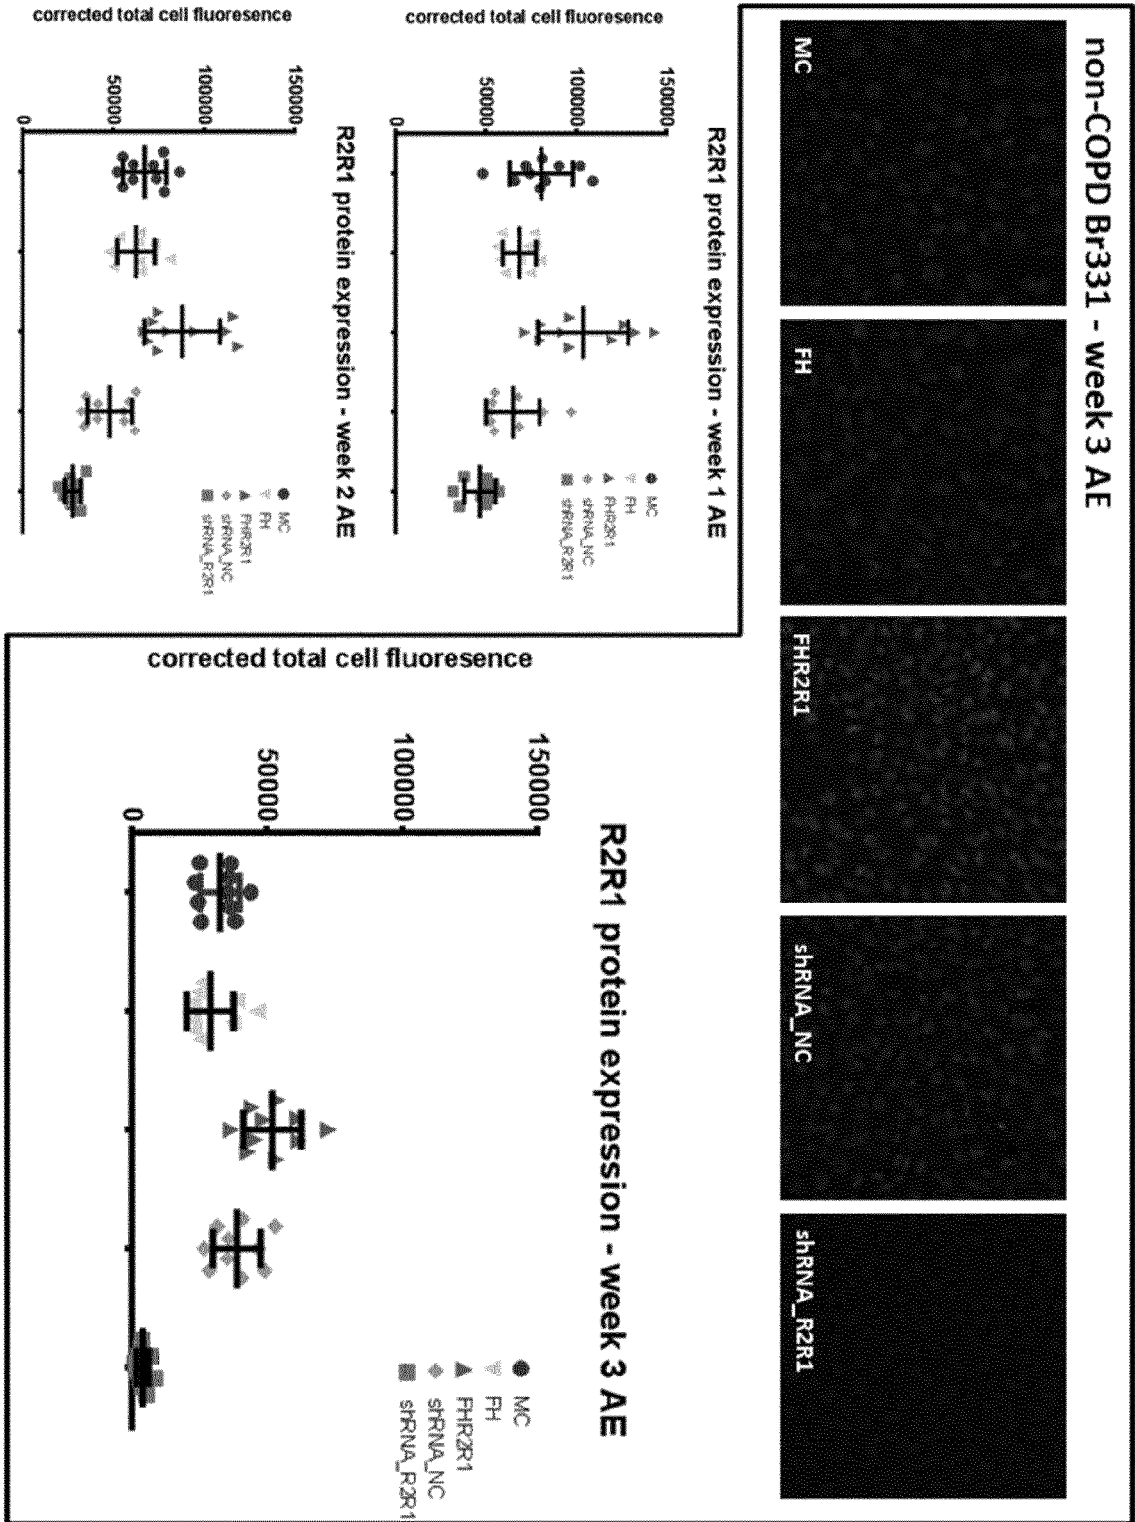 non-COPD Br331 - week 3 AE
MC
FH
FHR2R1
shRNA_NC
shRNA_R2R1
R2R1 protein expression - week 1 AE
corrected total cell fluoresence
150000
100000
50000
0
MC
FH
FHR2R1
shRNA_NC
shRNA_R2R1
R2R1 protein expression - week 2 AE
corrected total cell fluoresence
150000
100000
50000
0
MC
FH
FHR2R1
shRNA_NC
shRNA_R2R1
R2R1 protein expression - week 3 AE
corrected total cell fluoresence
150000
100000
50000
0
MC
FH
FHR2R1
shRNA_NC
shRNA_R2R1